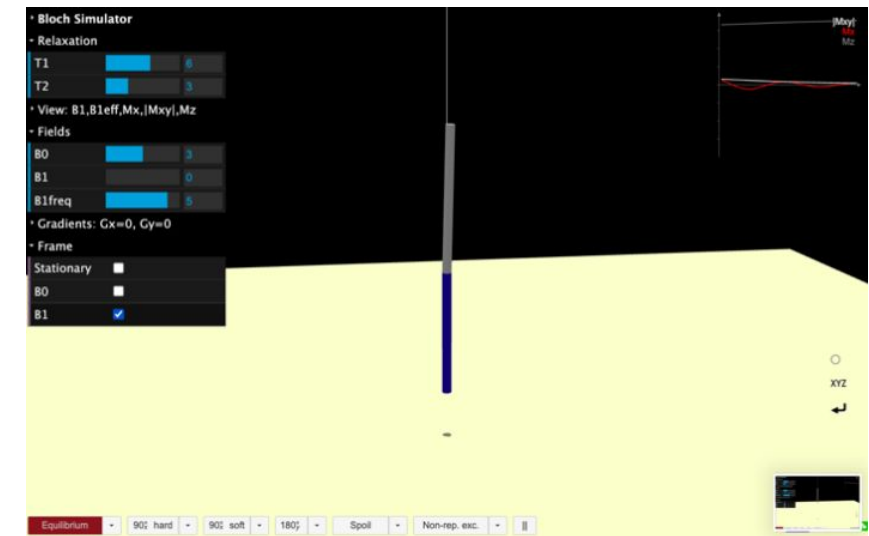 Bloch Simulator
Relaxation
T1 6
T2 3
View: B1,B1eff,Mx,|Mxy|,Mz
Fields
B0 3
B1 0
B1freq 5
Gradients: Gx=0, Gy=0
Frame
Stationary
B0
B1
|Mxy|
Mx
Mz
XYZ
Equilibrium 90 hard 90 soft 180 Spoil Non-rep. exc. ||